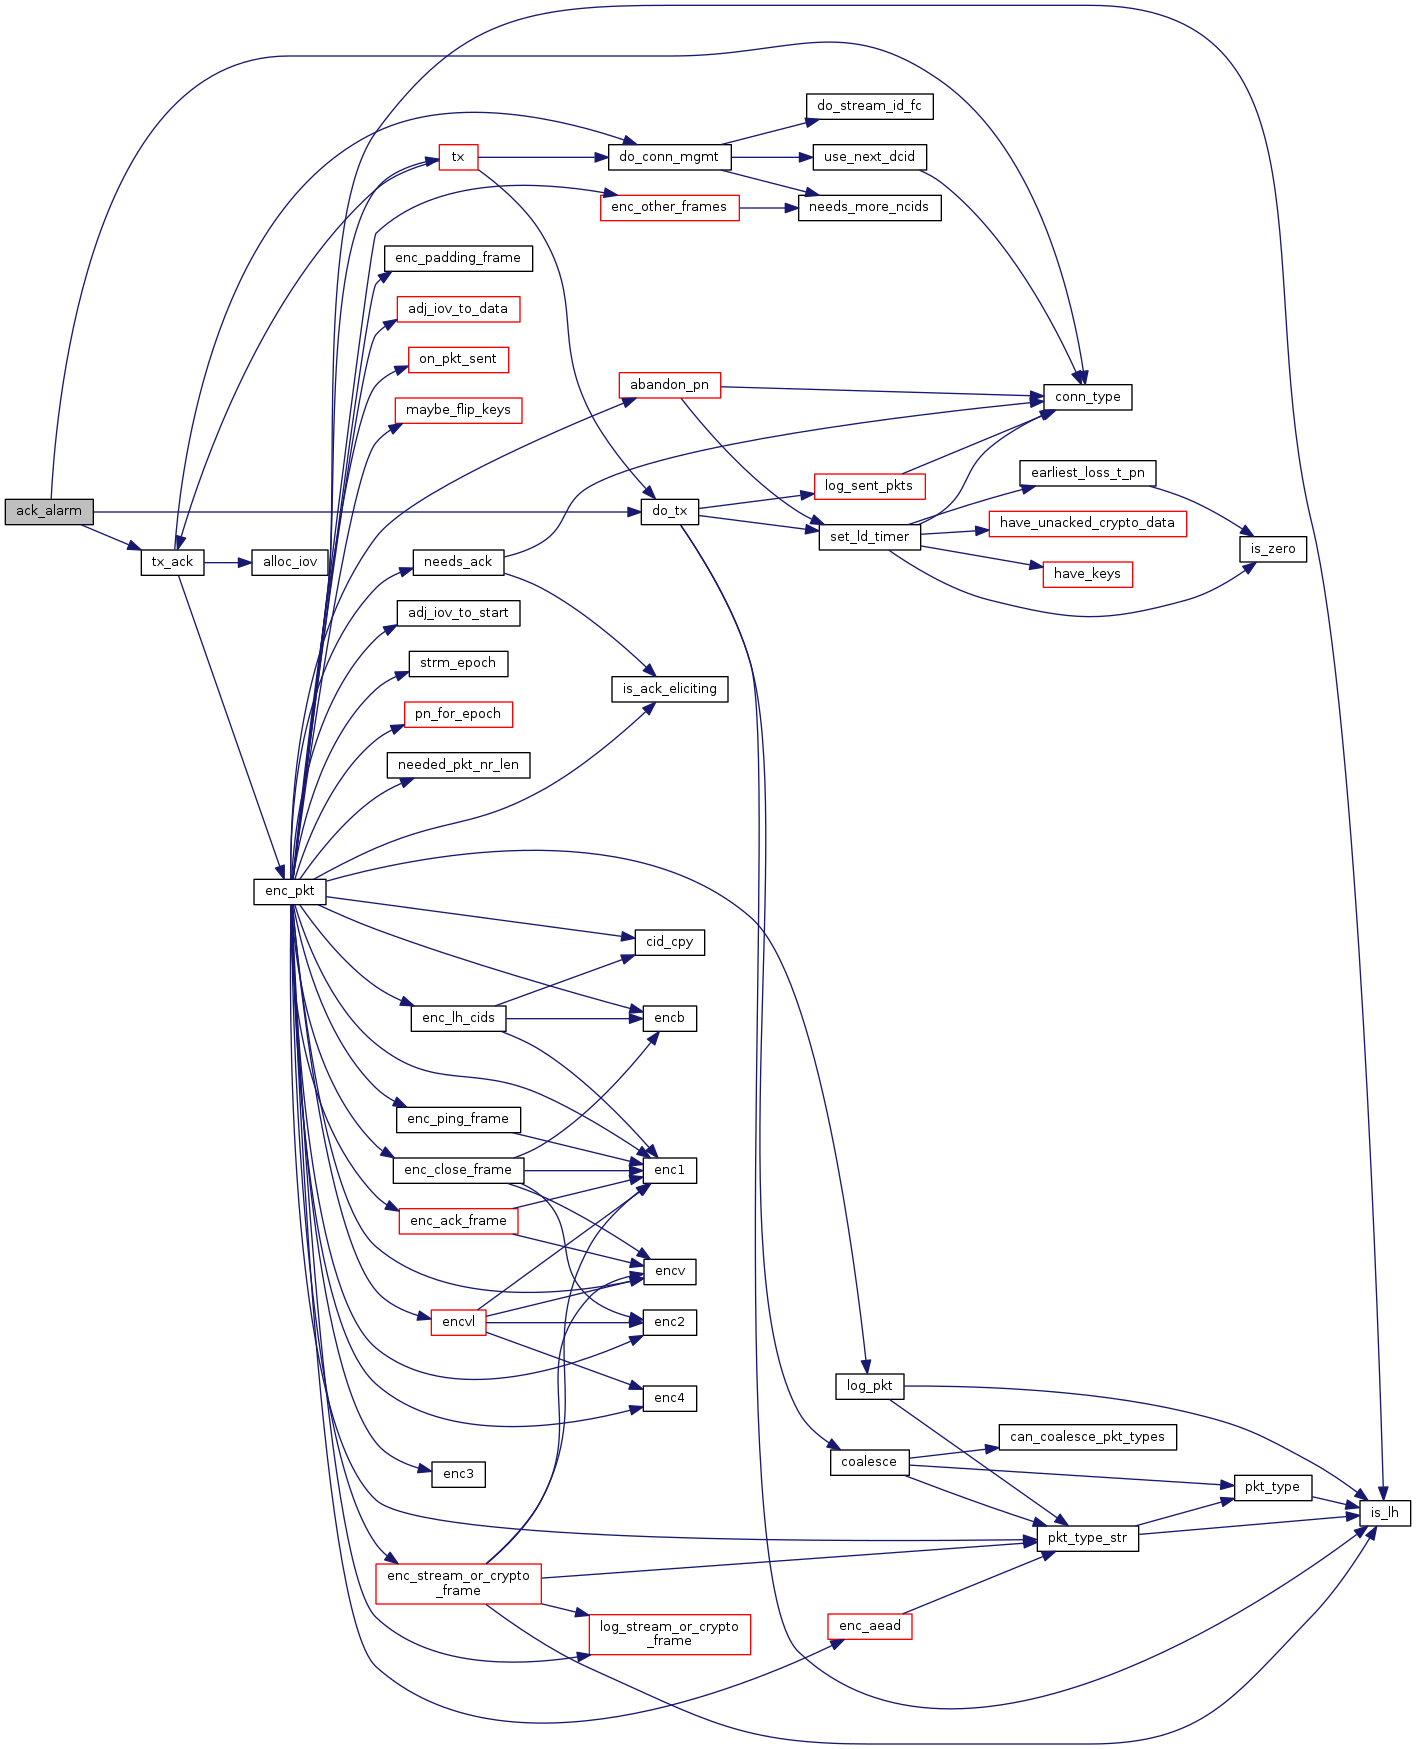 do_stream_id_fc
tx
do_conn_mgmt
use_next_dcid
enc_other_frames
needs_more_ncids
enc_padding_frame
adj_iov_to_data
on_pkt_sent
abandon_pn
conn_type
maybe_flip_keys
earliest_loss_t_pn
log_sent_pkts
ack_alarm
do_tx
have_unacked_crypto_data
set_ld_timer
is_zero
tx_ack
alloc_iov
needs_ack
have_keys
adj_iov_to_start
strm_epoch
is_ack_eliciting
pn_for_epoch
needed_pkt_nr_len
enc_pkt
cid_cpy
enc_lh_cids
encb
enc_ping_frame
enc_close_frame
enc1
enc_ack_frame
encv
encvl
enc2
log_pkt
enc4
can_coalesce_pkt_types
coalesce
enc3
pkt_type
is_lh
pkt_type_str
enc_stream_or_crypto
_frame
log_stream_or_crypto
_frame
enc_aead